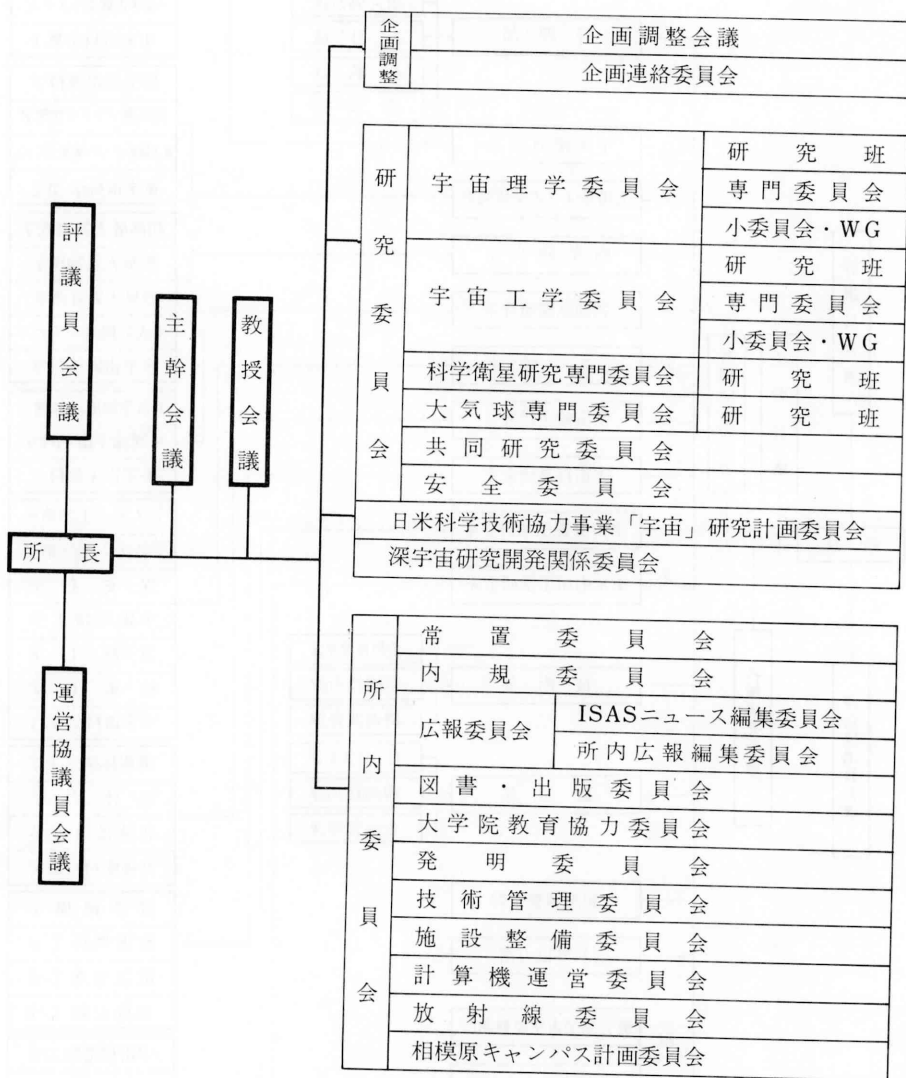 評議員会議
所長
運営協議員会議
主幹会議
教授会議
企画調整
企画調整会議
企画連絡委員会
研究委員会
宇宙理学委員会
研究班
専門委員会
小委員会・WG
宇宙工学委員会
研究班
専門委員会
小委員会・WG
科学衛星研究専門委員会
研究班
大気球専門委員会
研究班
共同研究委員会
安全委員会
日米科学技術協力事業「宇宙」研究計画委員会
深宇宙研究開発関係委員会
所内委員会
常置委員会
内規委員会
広報委員会
ISASニュース編集委員会
所内広報編集委員会
図書・出版委員会
大学院教育協力委員会
発明委員会
技術管理委員会
施設整備委員会
計算機運営委員会
放射線委員会
相模原キャンパス計画委員会